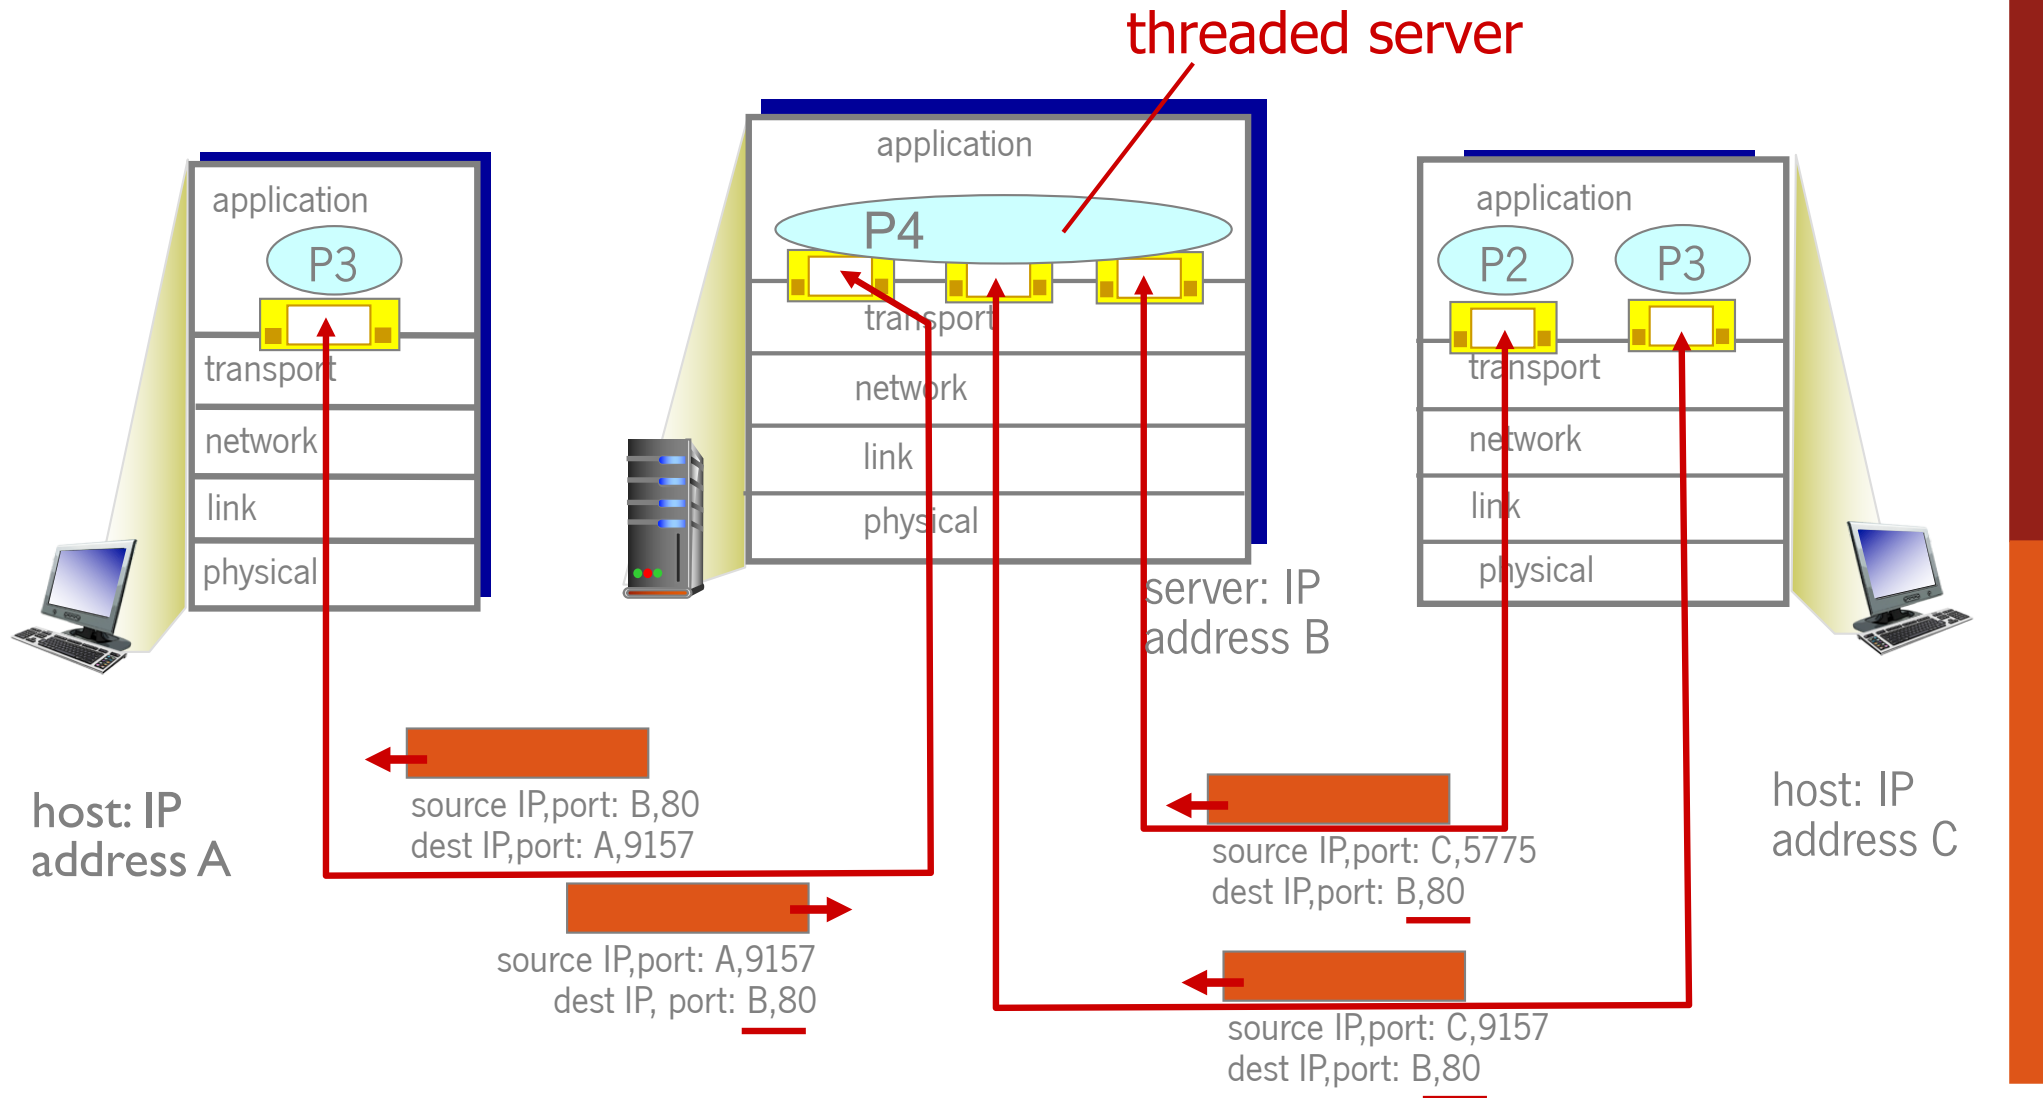 threaded server
application
P3
transport
network
link
physical
application
P4
transport
network
link
physical
application
P2
P3
transport
network
link
physical
server: IP
address B
host: IP
address A
source IP,port: B,80
dest IP,port: A,9157
source IP,port: A,9157
dest IP, port: B,80
source IP,port: C,5775
dest IP,port: B,80
source IP,port: C,9157
dest IP,port: B,80
host: IP
address C